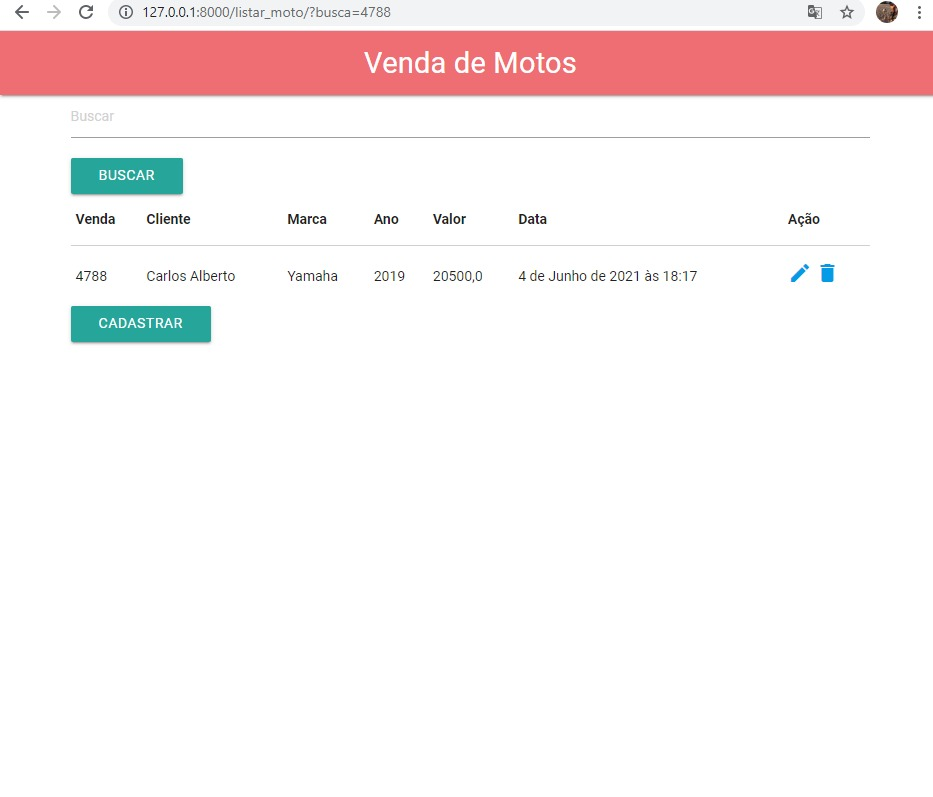 127.0.0.1:8000/listar_moto/?busca=4788
Venda de Motos
Buscar
BUSCAR
Venda Cliente Marca Ano Valor Data Ação
4788 Carlos Alberto Yamaha 2019 20500,0 4 de Junho de 2021 às 18:17
CADASTRAR